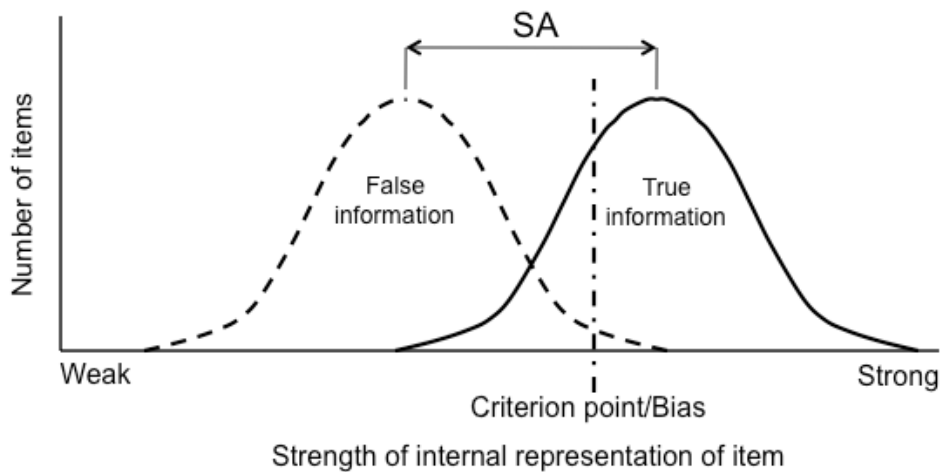 SA
Number of items
False
information
True
information
Weak
Strong
Criterion point/Bias
Strength of internal representation of item